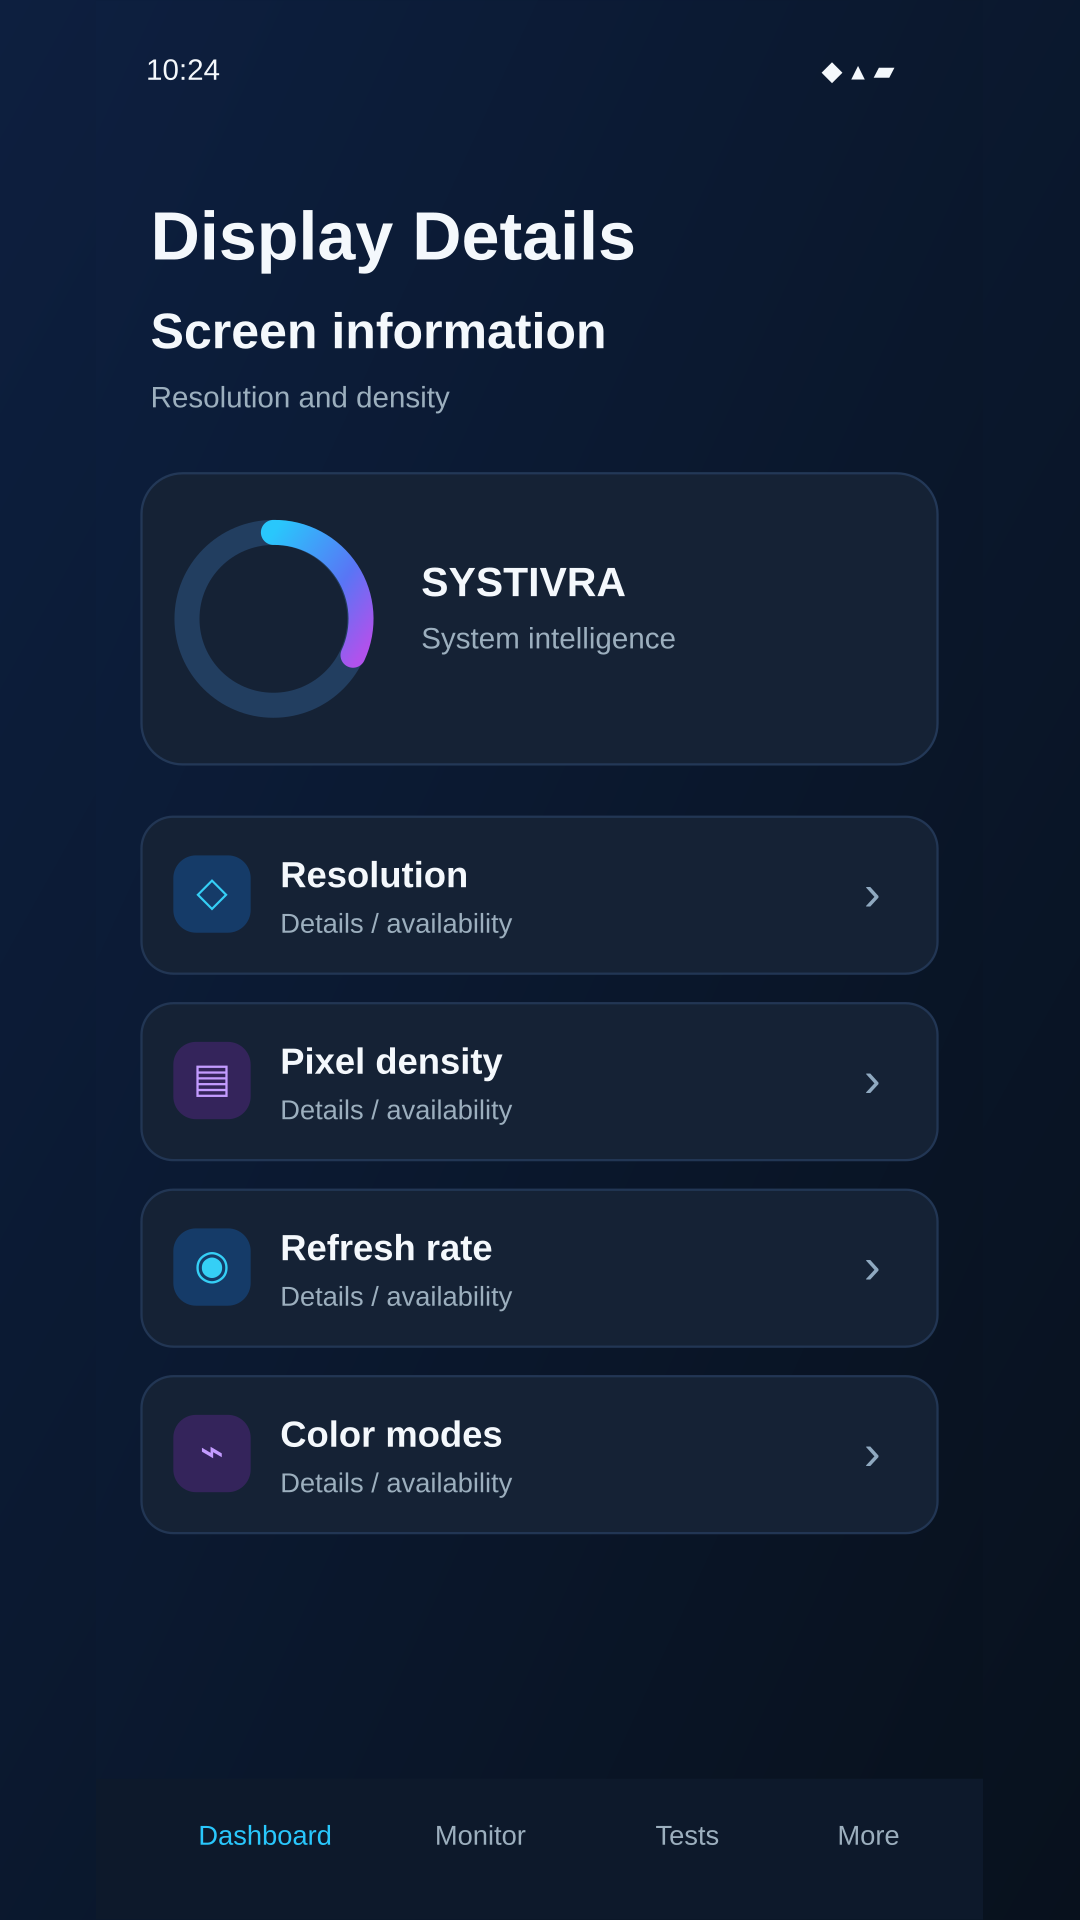 10:24
Display Details
Screen information
Resolution and density
SYSTIVRA
System intelligence
Resolution
Details / availability
Pixel density
Details / availability
Refresh rate
Details / availability
Color modes
Details / availability
Dashboard Monitor Tests More